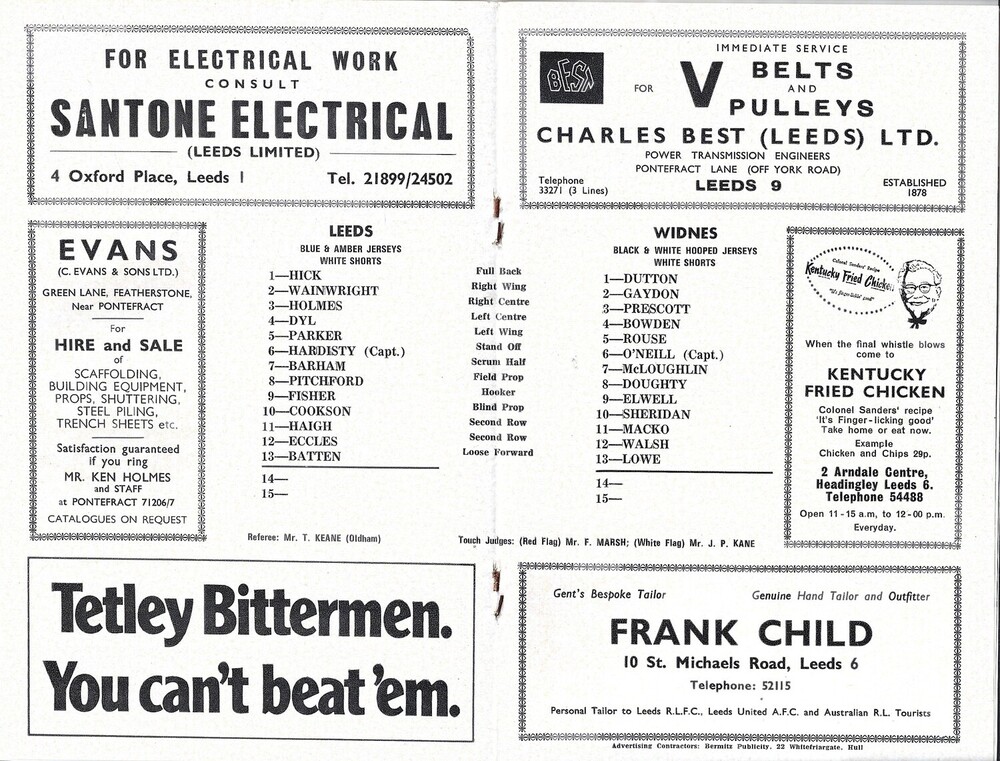 FOR ELECTRICAL WORK
CONSULT
SANTONE ELECTRICAL
(LEEDS LIMITED)
4 Oxford Place, Leeds 1 Tel. 21899/24502
BESA
IMMEDIATE SERVICE
FOR V BELTS
AND
PULLEYS
CHARLES BEST (LEEDS) LTD.
POWER TRANSMISSION ENGINEERS
PONTEFRACT LANE (OFF YORK ROAD)
Telephone
33271 (3 Lines)
LEEDS 9
ESTABLISHED
1878
EVANS
(C. EVANS & SONS LTD.)
GREEN LANE, FEATHERSTONE,
Near PONTEFRACT
For
HIRE and SALE
of
SCAFFOLDING,
BUILDING EQUIPMENT,
PROPS, SHUTTERING,
STEEL PILING,
TRENCH SHEETS etc.
Satisfaction guaranteed
if you ring
MR. KEN HOLMES
and STAFF
at PONTEFRACT 71206/7
CATALOGUES ON REQUEST
LEEDS
BLUE & AMBER JERSEYS
WHITE SHORTS
1—HICK
2—WAINWRIGHT
3—HOLMES
4—DYL
5—PARKER
6—HARDISTY (Capt.)
7—BARHAM
8—PITCHFORD
9—FISHER
10—COOKSON
11—HAIGH
12—ECCLES
13—BATTEN
14—
15—
Full Back
Right Wing
Right Centre
Left Centre
Left Wing
Stand Off
Scrum Half
Field Prop
Hooker
Blind Prop
Second Row
Second Row
Loose Forward
WIDNES
BLACK & WHITE HOOPED JERSEYS
WHITE SHORTS
1—DUTTON
2—GAYDON
3—PRESCOTT
4—BOWDEN
5—ROUSE
6—O'NEILL (Capt.)
7—McLOUGHLIN
8—DOUGHTY
9—ELWELL
10—SHERIDAN
11—MACKO
12—WALSH
13—LOWE
14—
15—
Referee: Mr. T. KEANE (Oldham)
Touch Judges: (Red Flag) Mr. F. MARSH; (White Flag) Mr. J. P. KANE
Colonel Sanders' Recipe
Kentucky Fried Chicken
"It's finger lickin' good"
When the final whistle blows
come to
KENTUCKY
FRIED CHICKEN
Colonel Sanders' recipe
'It's Finger-licking good'
Take home or eat now.
Example
Chicken and Chips 29p.
2 Arndale Centre,
Headingley Leeds 6.
Telephone 54488
Open 11-15 a.m. to 12-00 p.m.
Everyday.
Tetley Bittermen.
You can't beat 'em.
Gent's Bespoke Tailor Genuine Hand Tailor and Outfitter
FRANK CHILD
10 St. Michaels Road, Leeds 6
Telephone: 52115
Personal Tailor to Leeds R.L.F.C., Leeds United A.F.C. and Australian R.L. Tourists
Advertising Contractors: Bermitz Publicity, 22 Whitefriargate, Hull